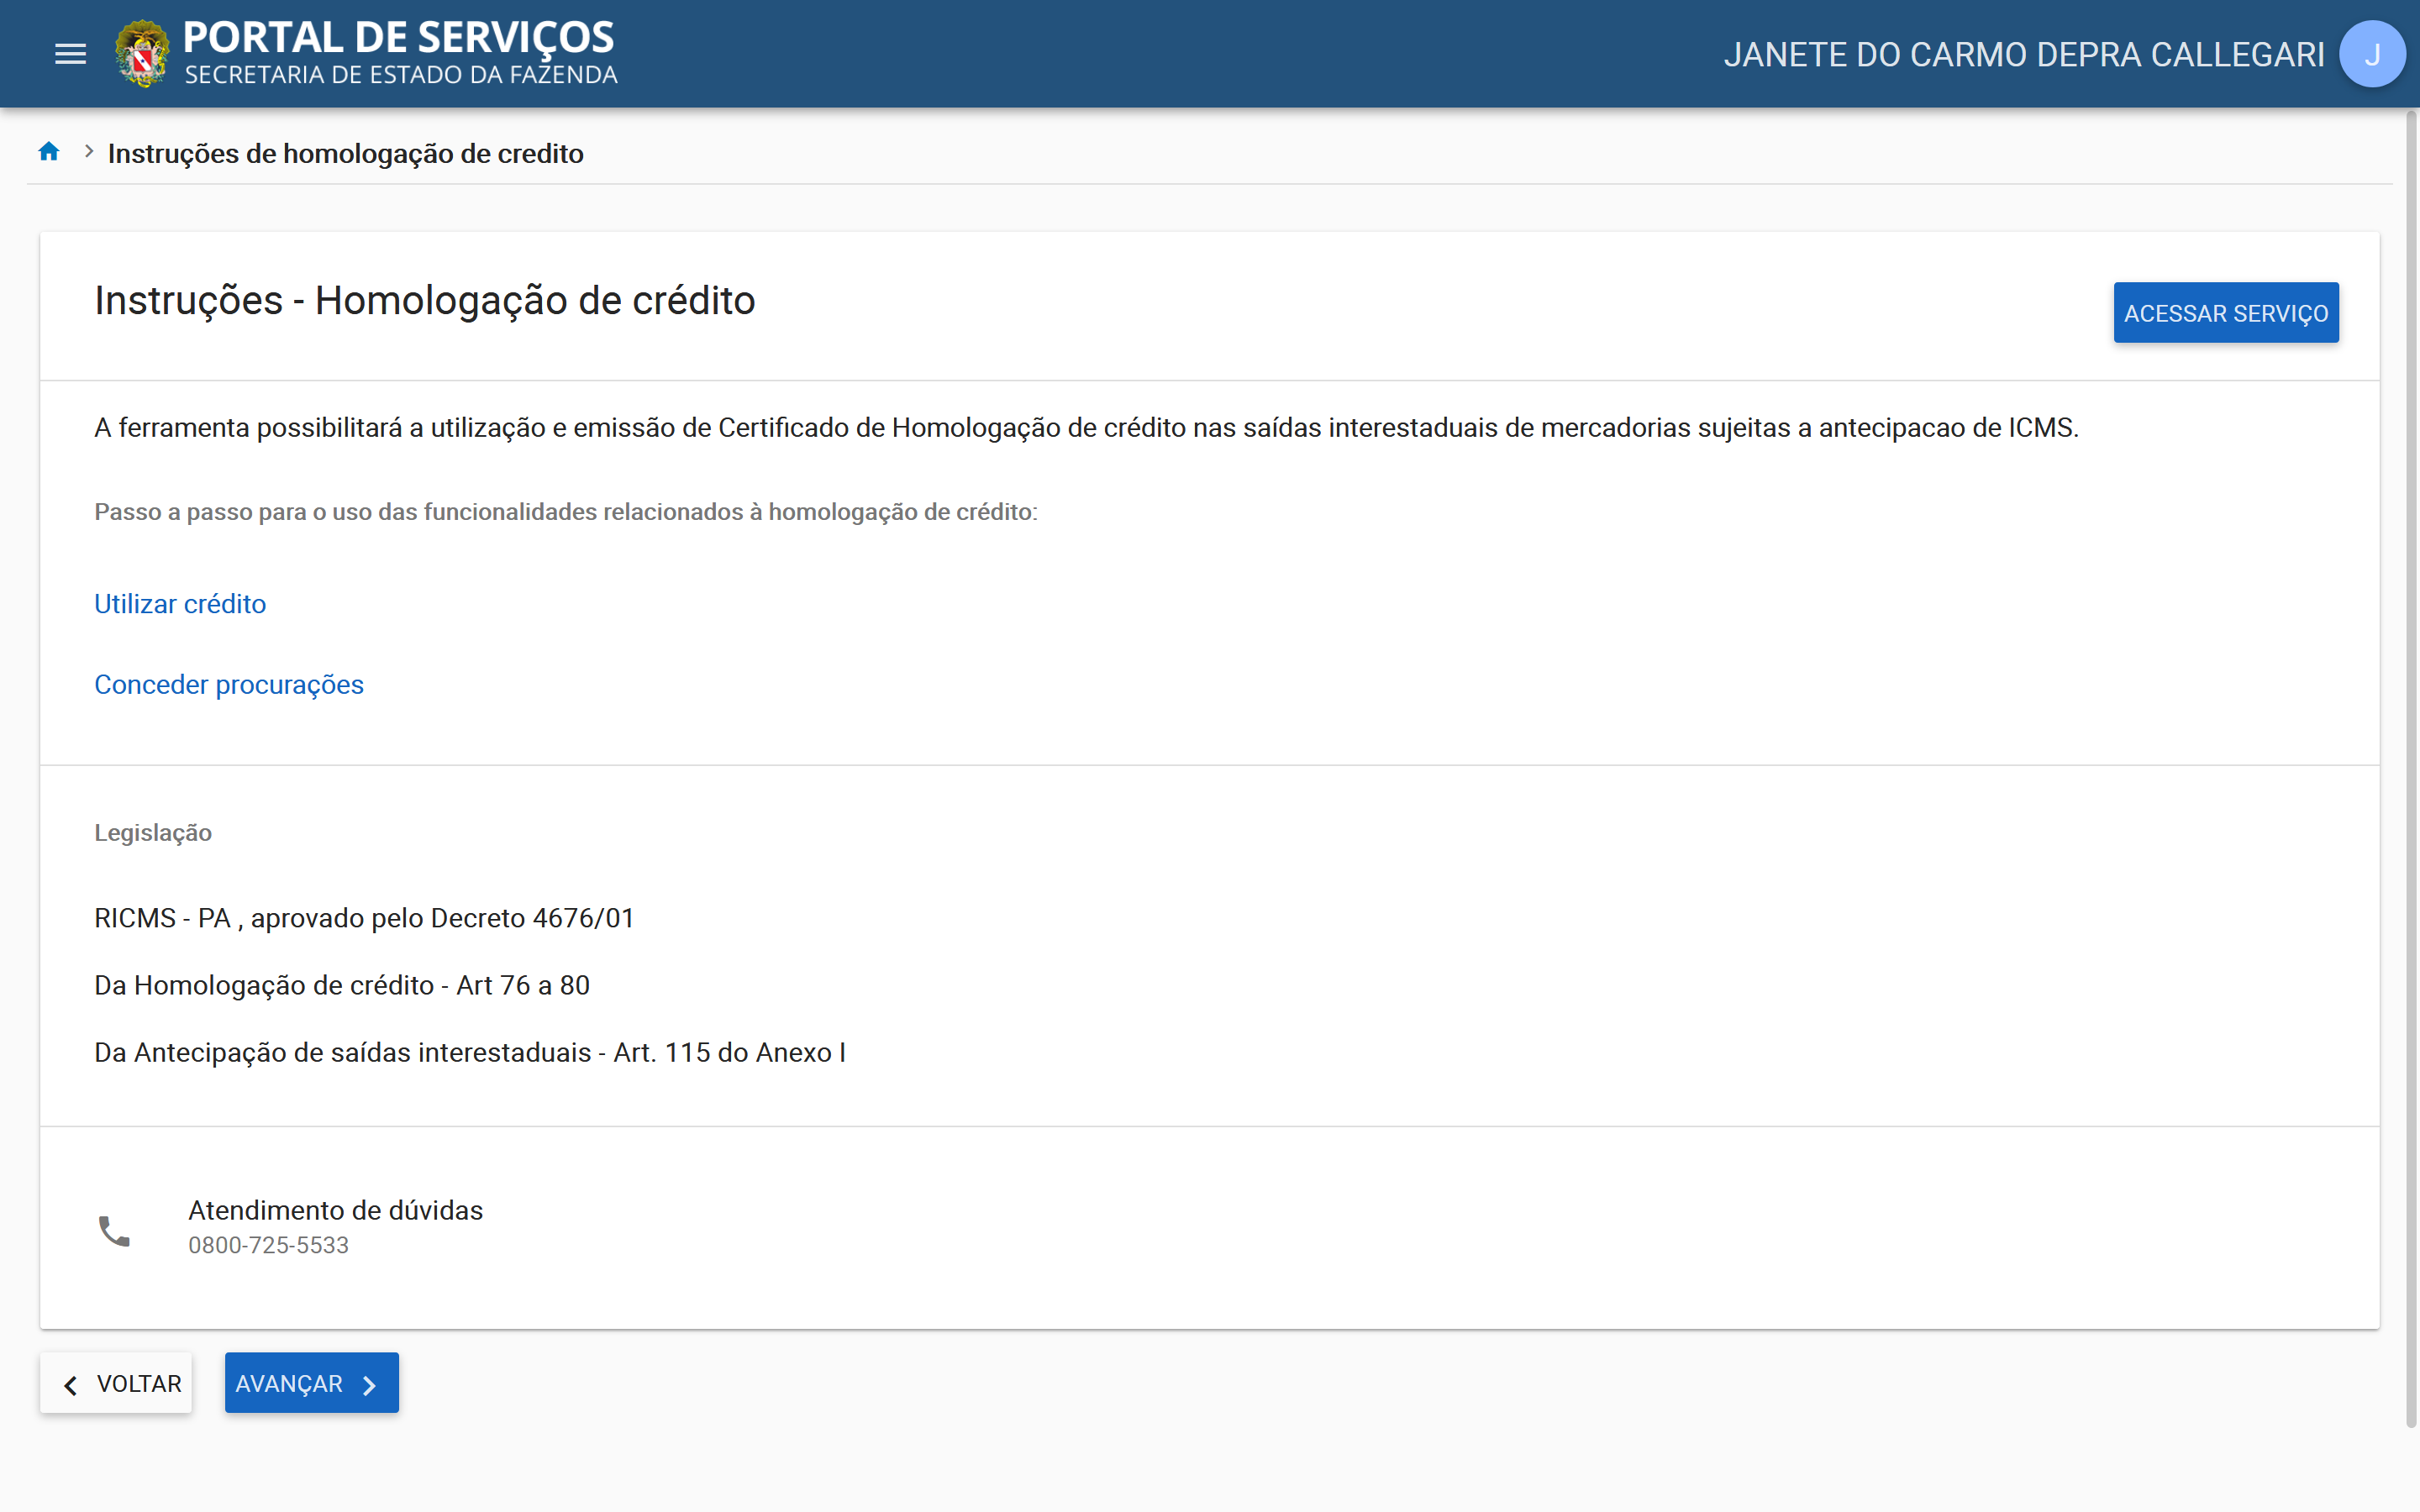 PORTAL DE SERVIÇOS
SECRETARIA DE ESTADO DA FAZENDA
JANETE DO CARMO DEPRA CALLEGARI
J
Instruções de homologação de credito
Instruções - Homologação de crédito
ACESSAR SERVIÇO
A ferramenta possibilitará a utilização e emissão de Certificado de Homologação de crédito nas saídas interestaduais de mercadorias sujeitas a antecipacao de ICMS.
Passo a passo para o uso das funcionalidades relacionados à homologação de crédito:
Utilizar crédito
Conceder procurações
Legislação
RICMS - PA , aprovado pelo Decreto 4676/01
Da Homologação de crédito - Art 76 a 80
Da Antecipação de saídas interestaduais - Art. 115 do Anexo I
Atendimento de dúvidas
0800-725-5533
VOLTAR
AVANÇAR